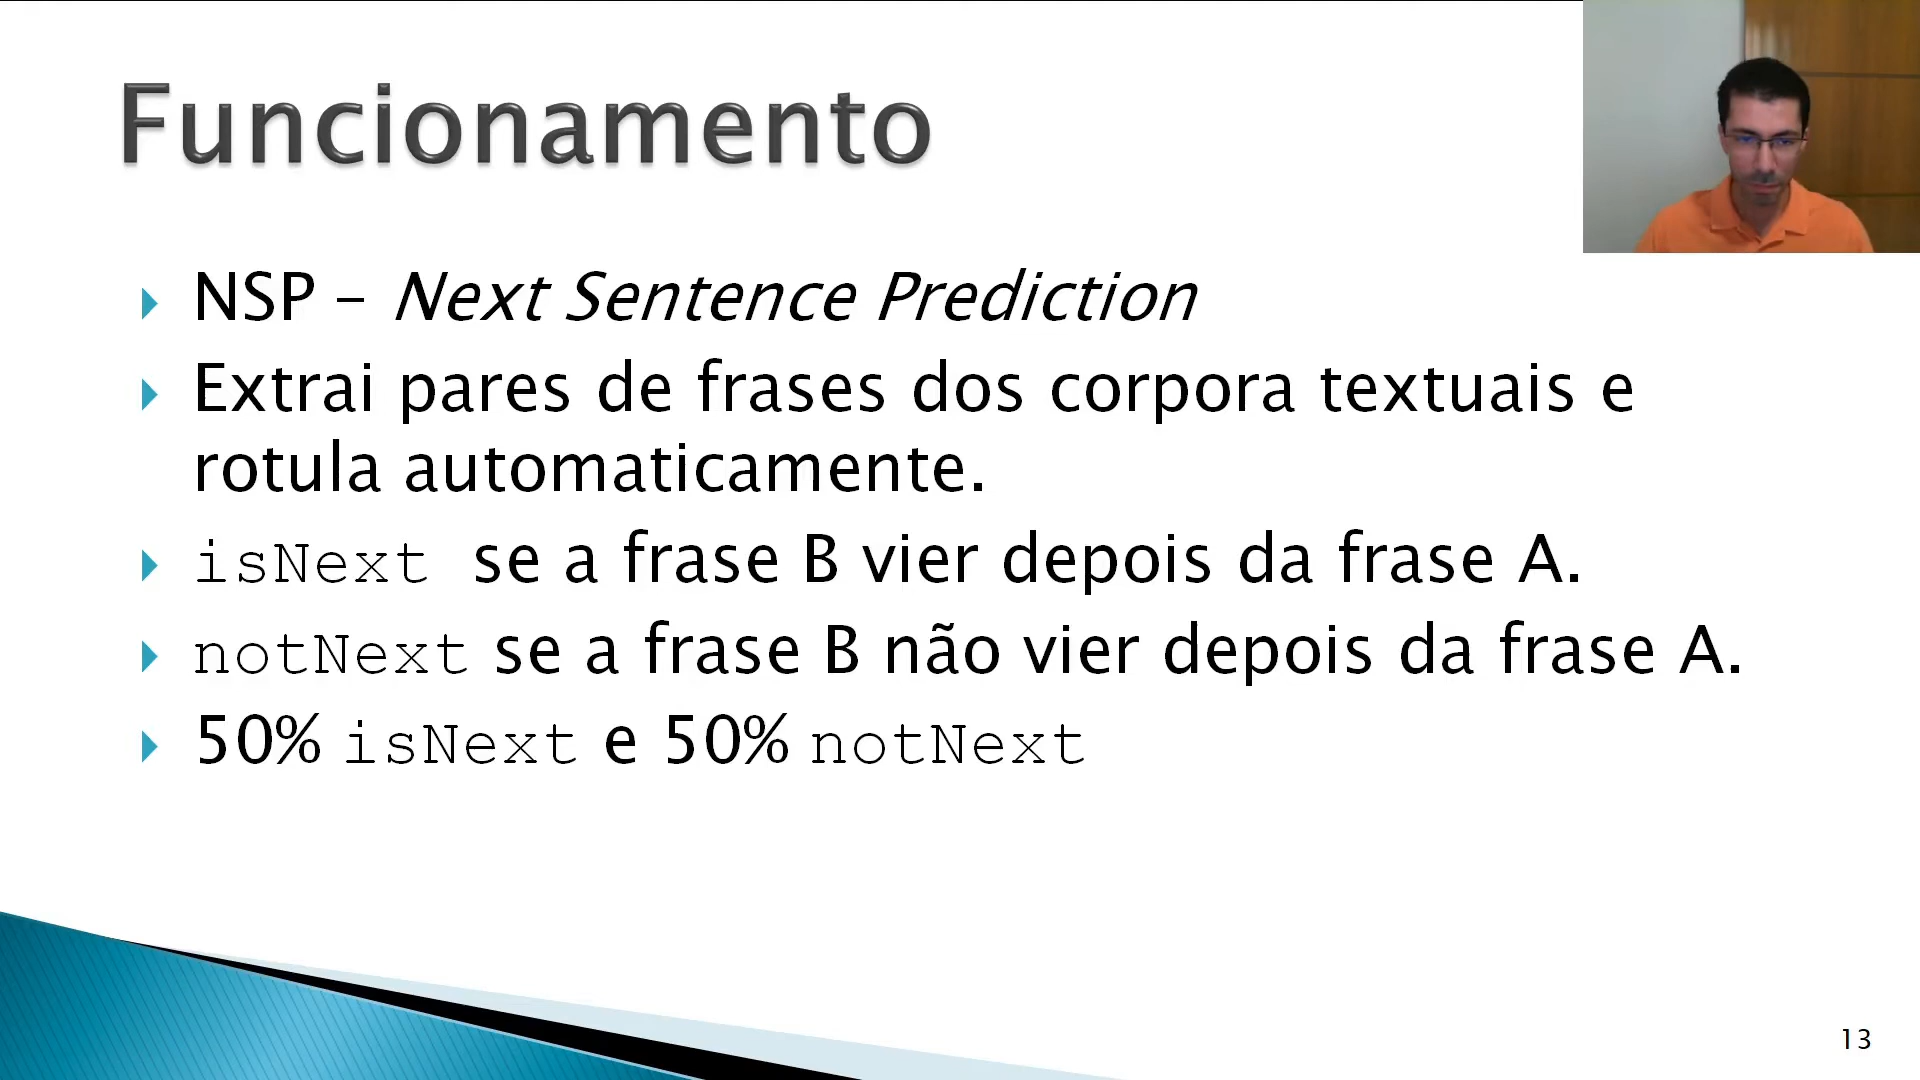 Funcionamento
NSP – Next Sentence Prediction
Extrai pares de frases dos corpora textuais e
rotula automaticamente.
isNext se a frase B vier depois da frase A.
notNext se a frase B não vier depois da frase A.
50% isNext e 50% notNext
13